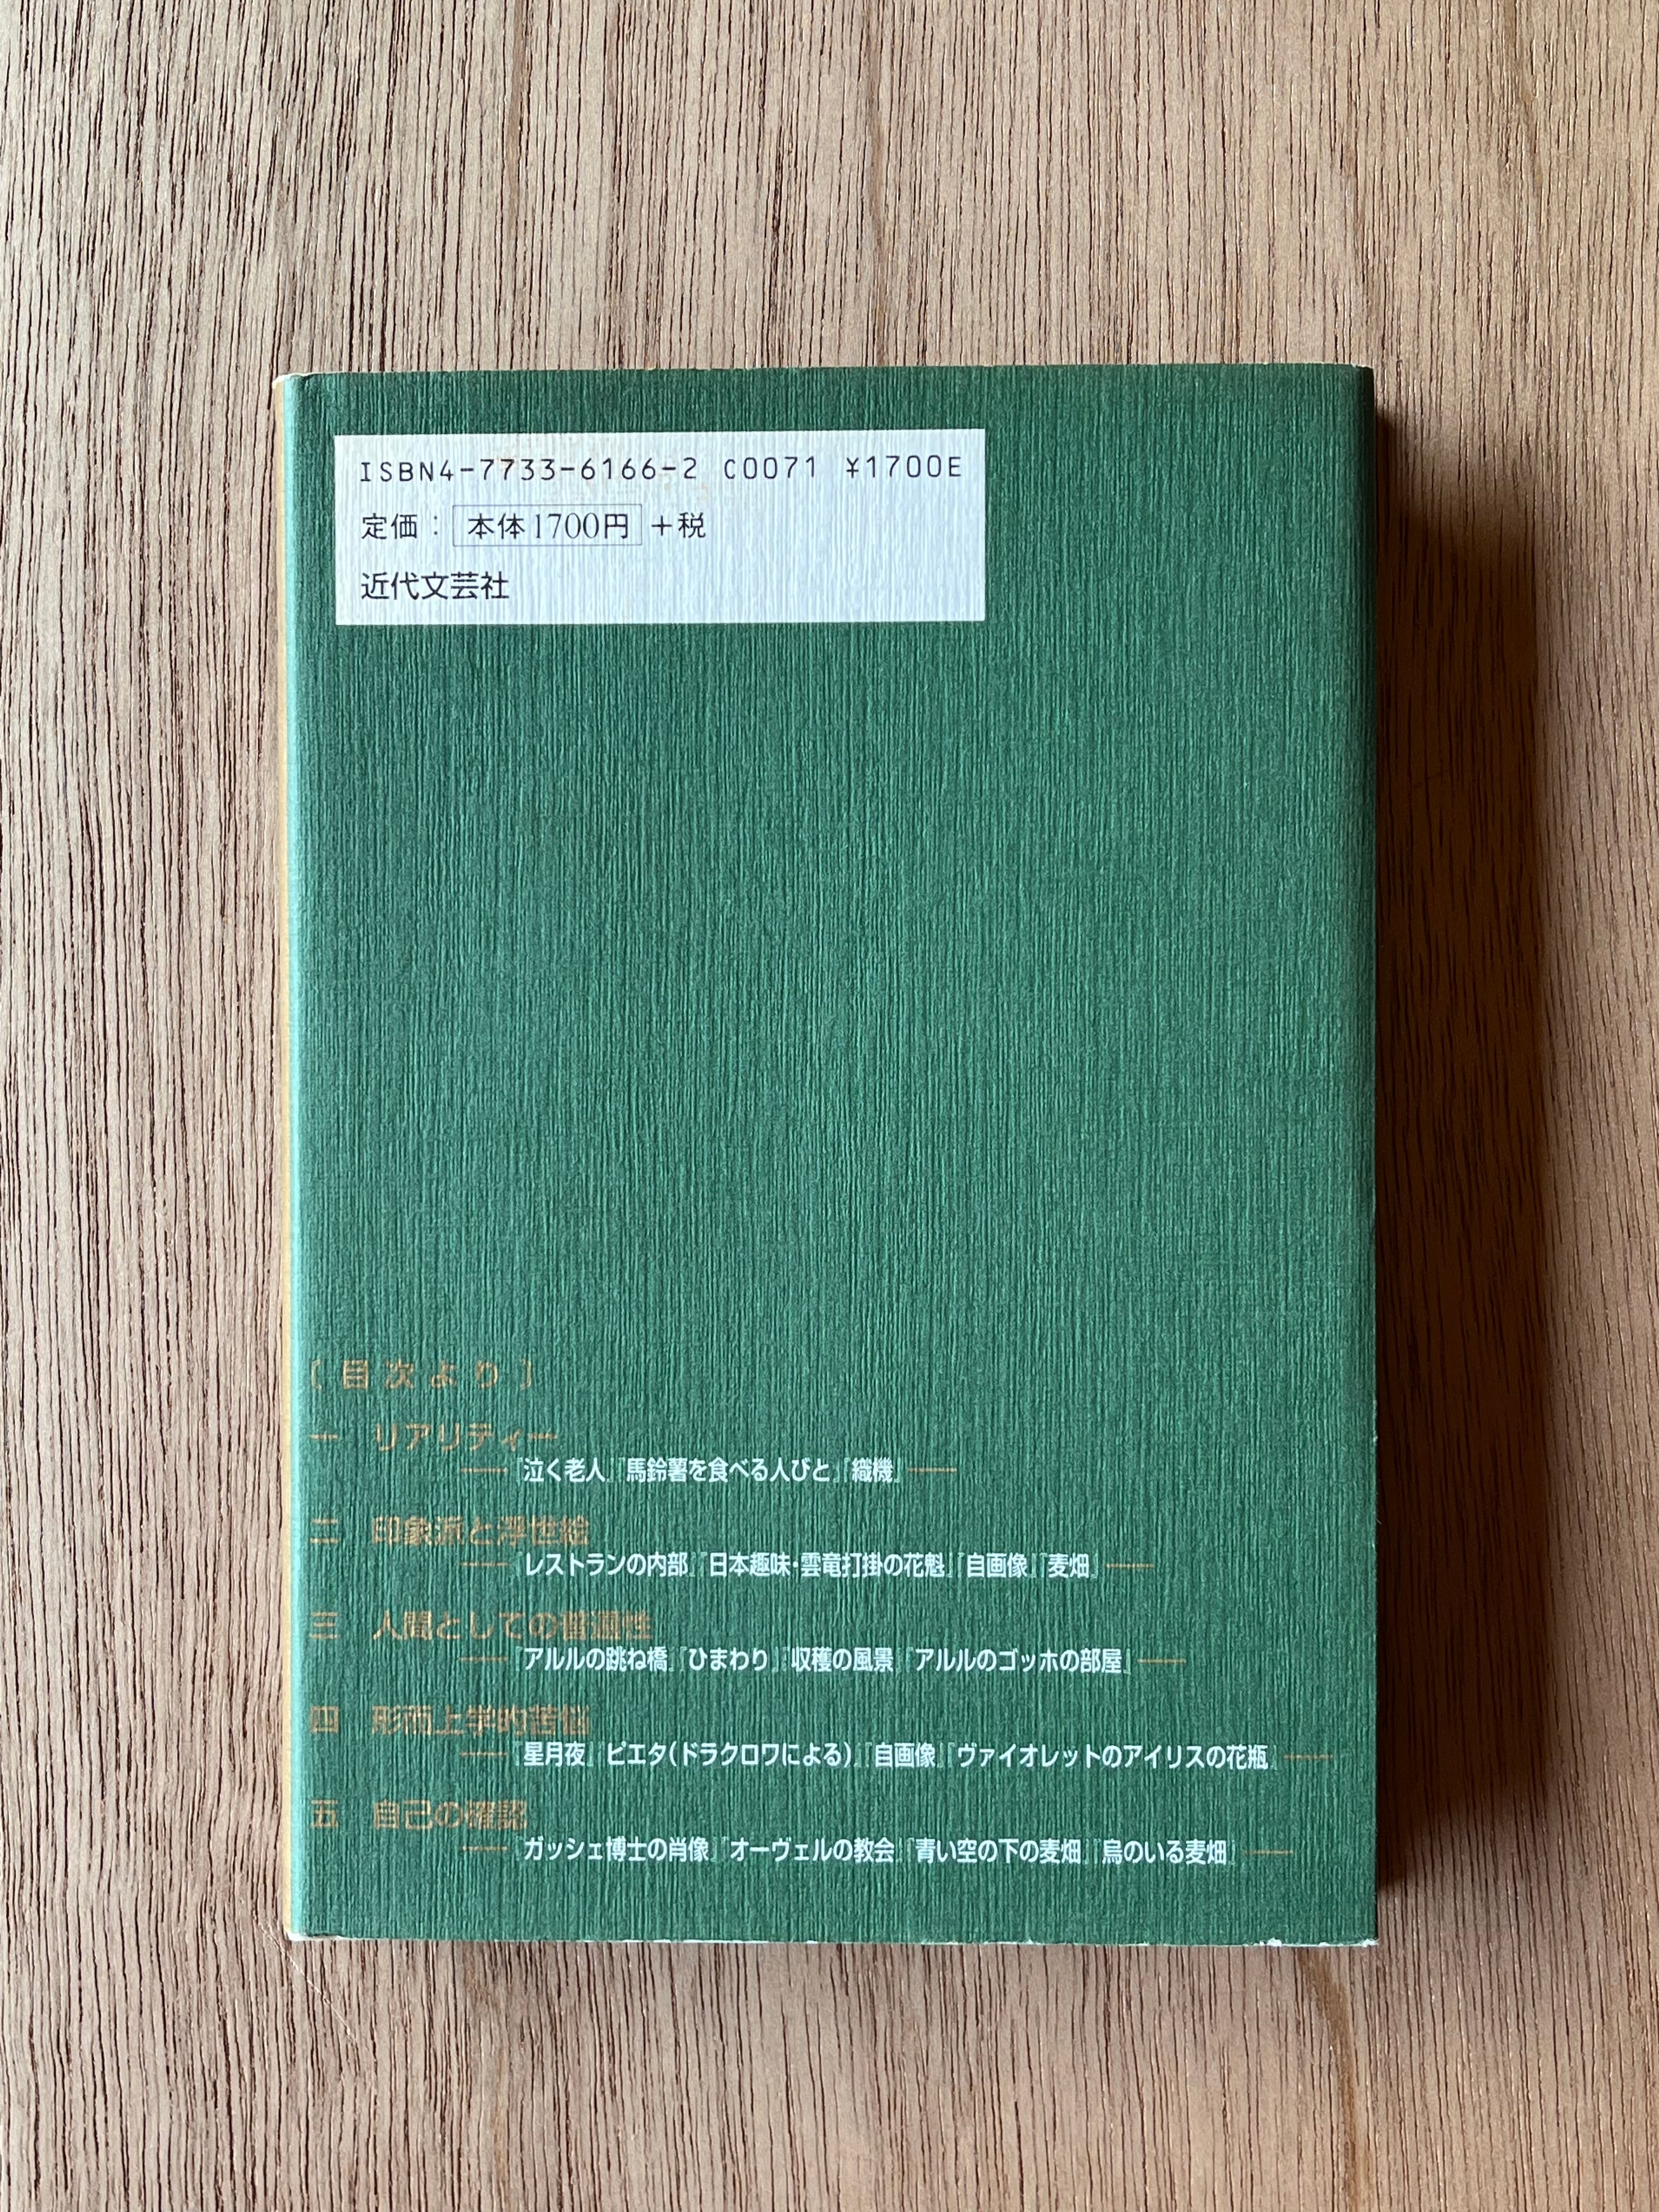 ISBN4-7733-6166-2 C0071 ¥1700E
定価：本体1700円＋税
近代文芸社
〔目次より〕
一 リアリティー
――『泣く老人』『馬鈴薯を食べる人びと』『織機』――
二 印象派と浮世絵
――『レストランの内部』『日本趣味・雲竜打掛の花魁』『自画像』『麦畑』――
三 人間としての普遍性
――『アルルの跳ね橋』『ひまわり』『収穫の風景』『アルルのゴッホの部屋』――
四 形而上学的苦悩
――『星月夜』『ピエタ(ドラクロワによる)』『自画像』『ヴァイオレットのアイリスの花瓶』――
五 自己の確認
――『ガッシェ博士の肖像』『オーヴェルの教会』『青い空の下の麦畑』『烏のいる麦畑』――